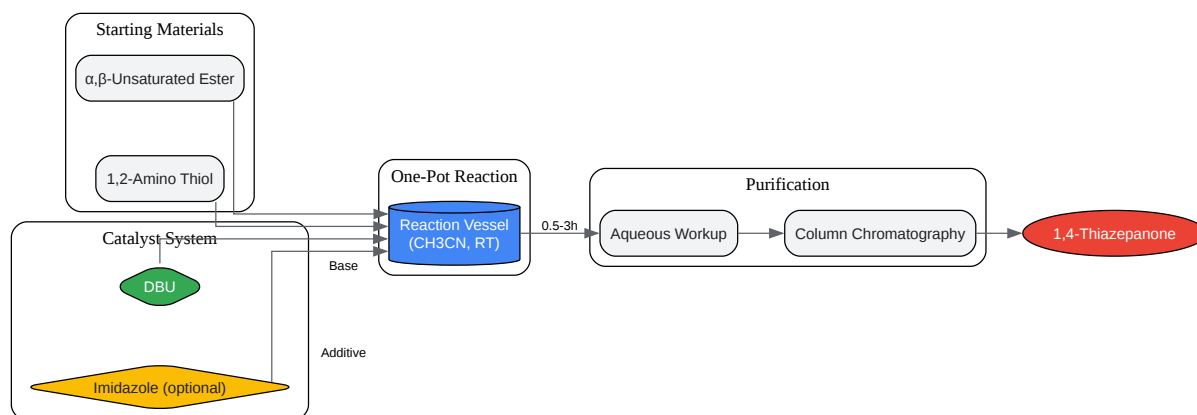 Starting Materials
α,β-Unsaturated Ester
1,2-Amino Thiol
Catalyst System
DBU
Imidazole (optional)
Base
Additive
One-Pot Reaction
Reaction Vessel
(CH3CN, RT)
0.5-3h
Purification
Aqueous Workup
Column Chromatography
1,4-Thiazepanone